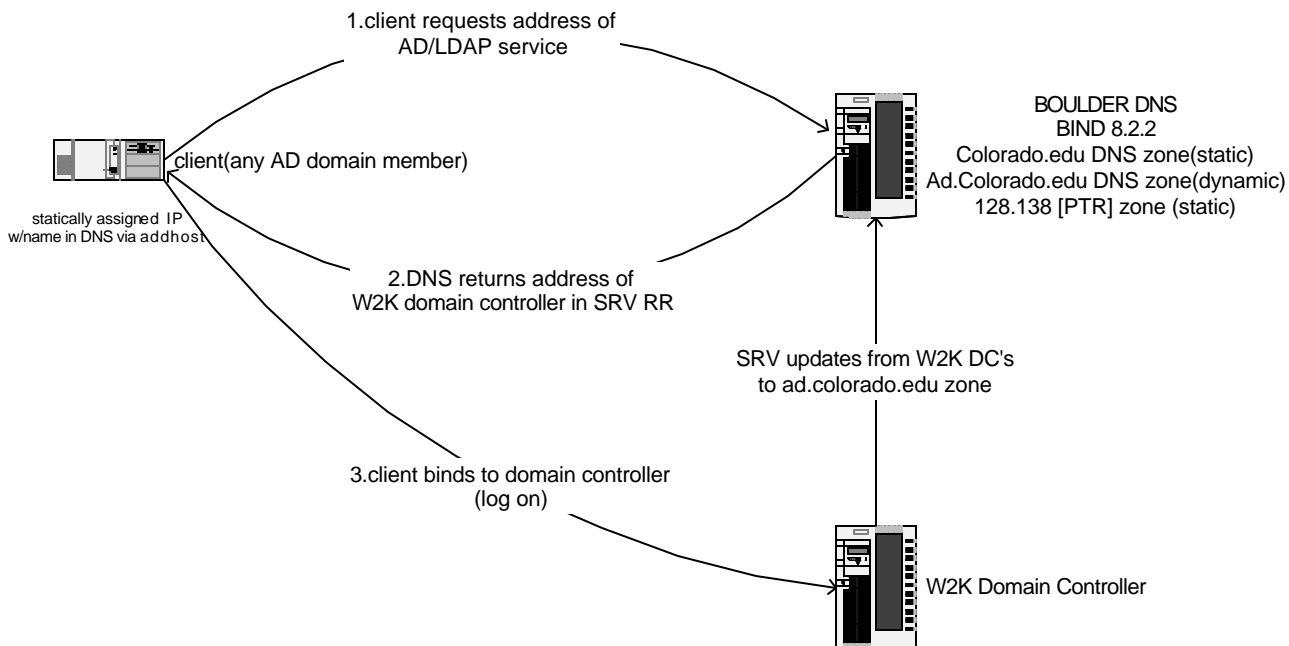 1.client requests address of
AD/LDAP service
BOULDER DNS
BIND 8.2.2
Colorado.edu DNS zone(static)
Ad.Colorado.edu DNS zone(dynamic)
128.138 [PTR] zone (static)
client(any AD domain member)
statically assigned IP
w/name in DNS via addhost
2.DNS returns address of
W2K domain controller in SRV RR
SRV updates from W2K DC's
to ad.colorado.edu zone
3.client binds to domain controller
(log on)
W2K Domain Controller